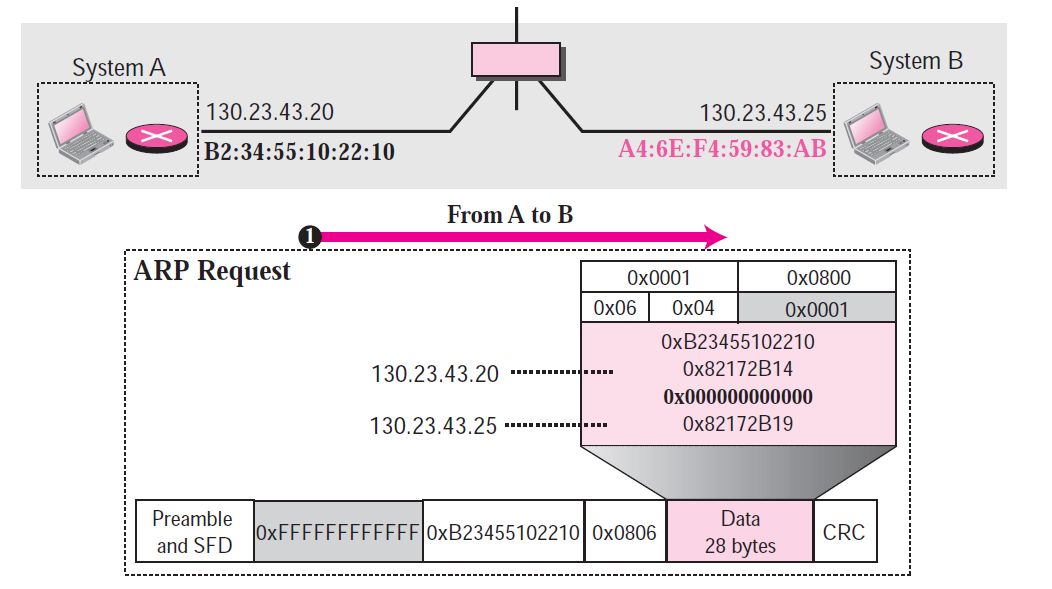 System A
System B
130.23.43.20
130.23.43.25
B2:34:55:10:22:10
A4:6E:F4:59:83:AB
From A to B
1
ARP Request
0x0001
0x0800
0x06
0x04
0x0001
0xB23455102210
130.23.43.20
0x82172B14
0x000000000000
130.23.43.25
0x82172B19
Preamble
and SFD
0xFFFFFFFFFFFF
0xB23455102210
0x0806
Data
28 bytes
CRC